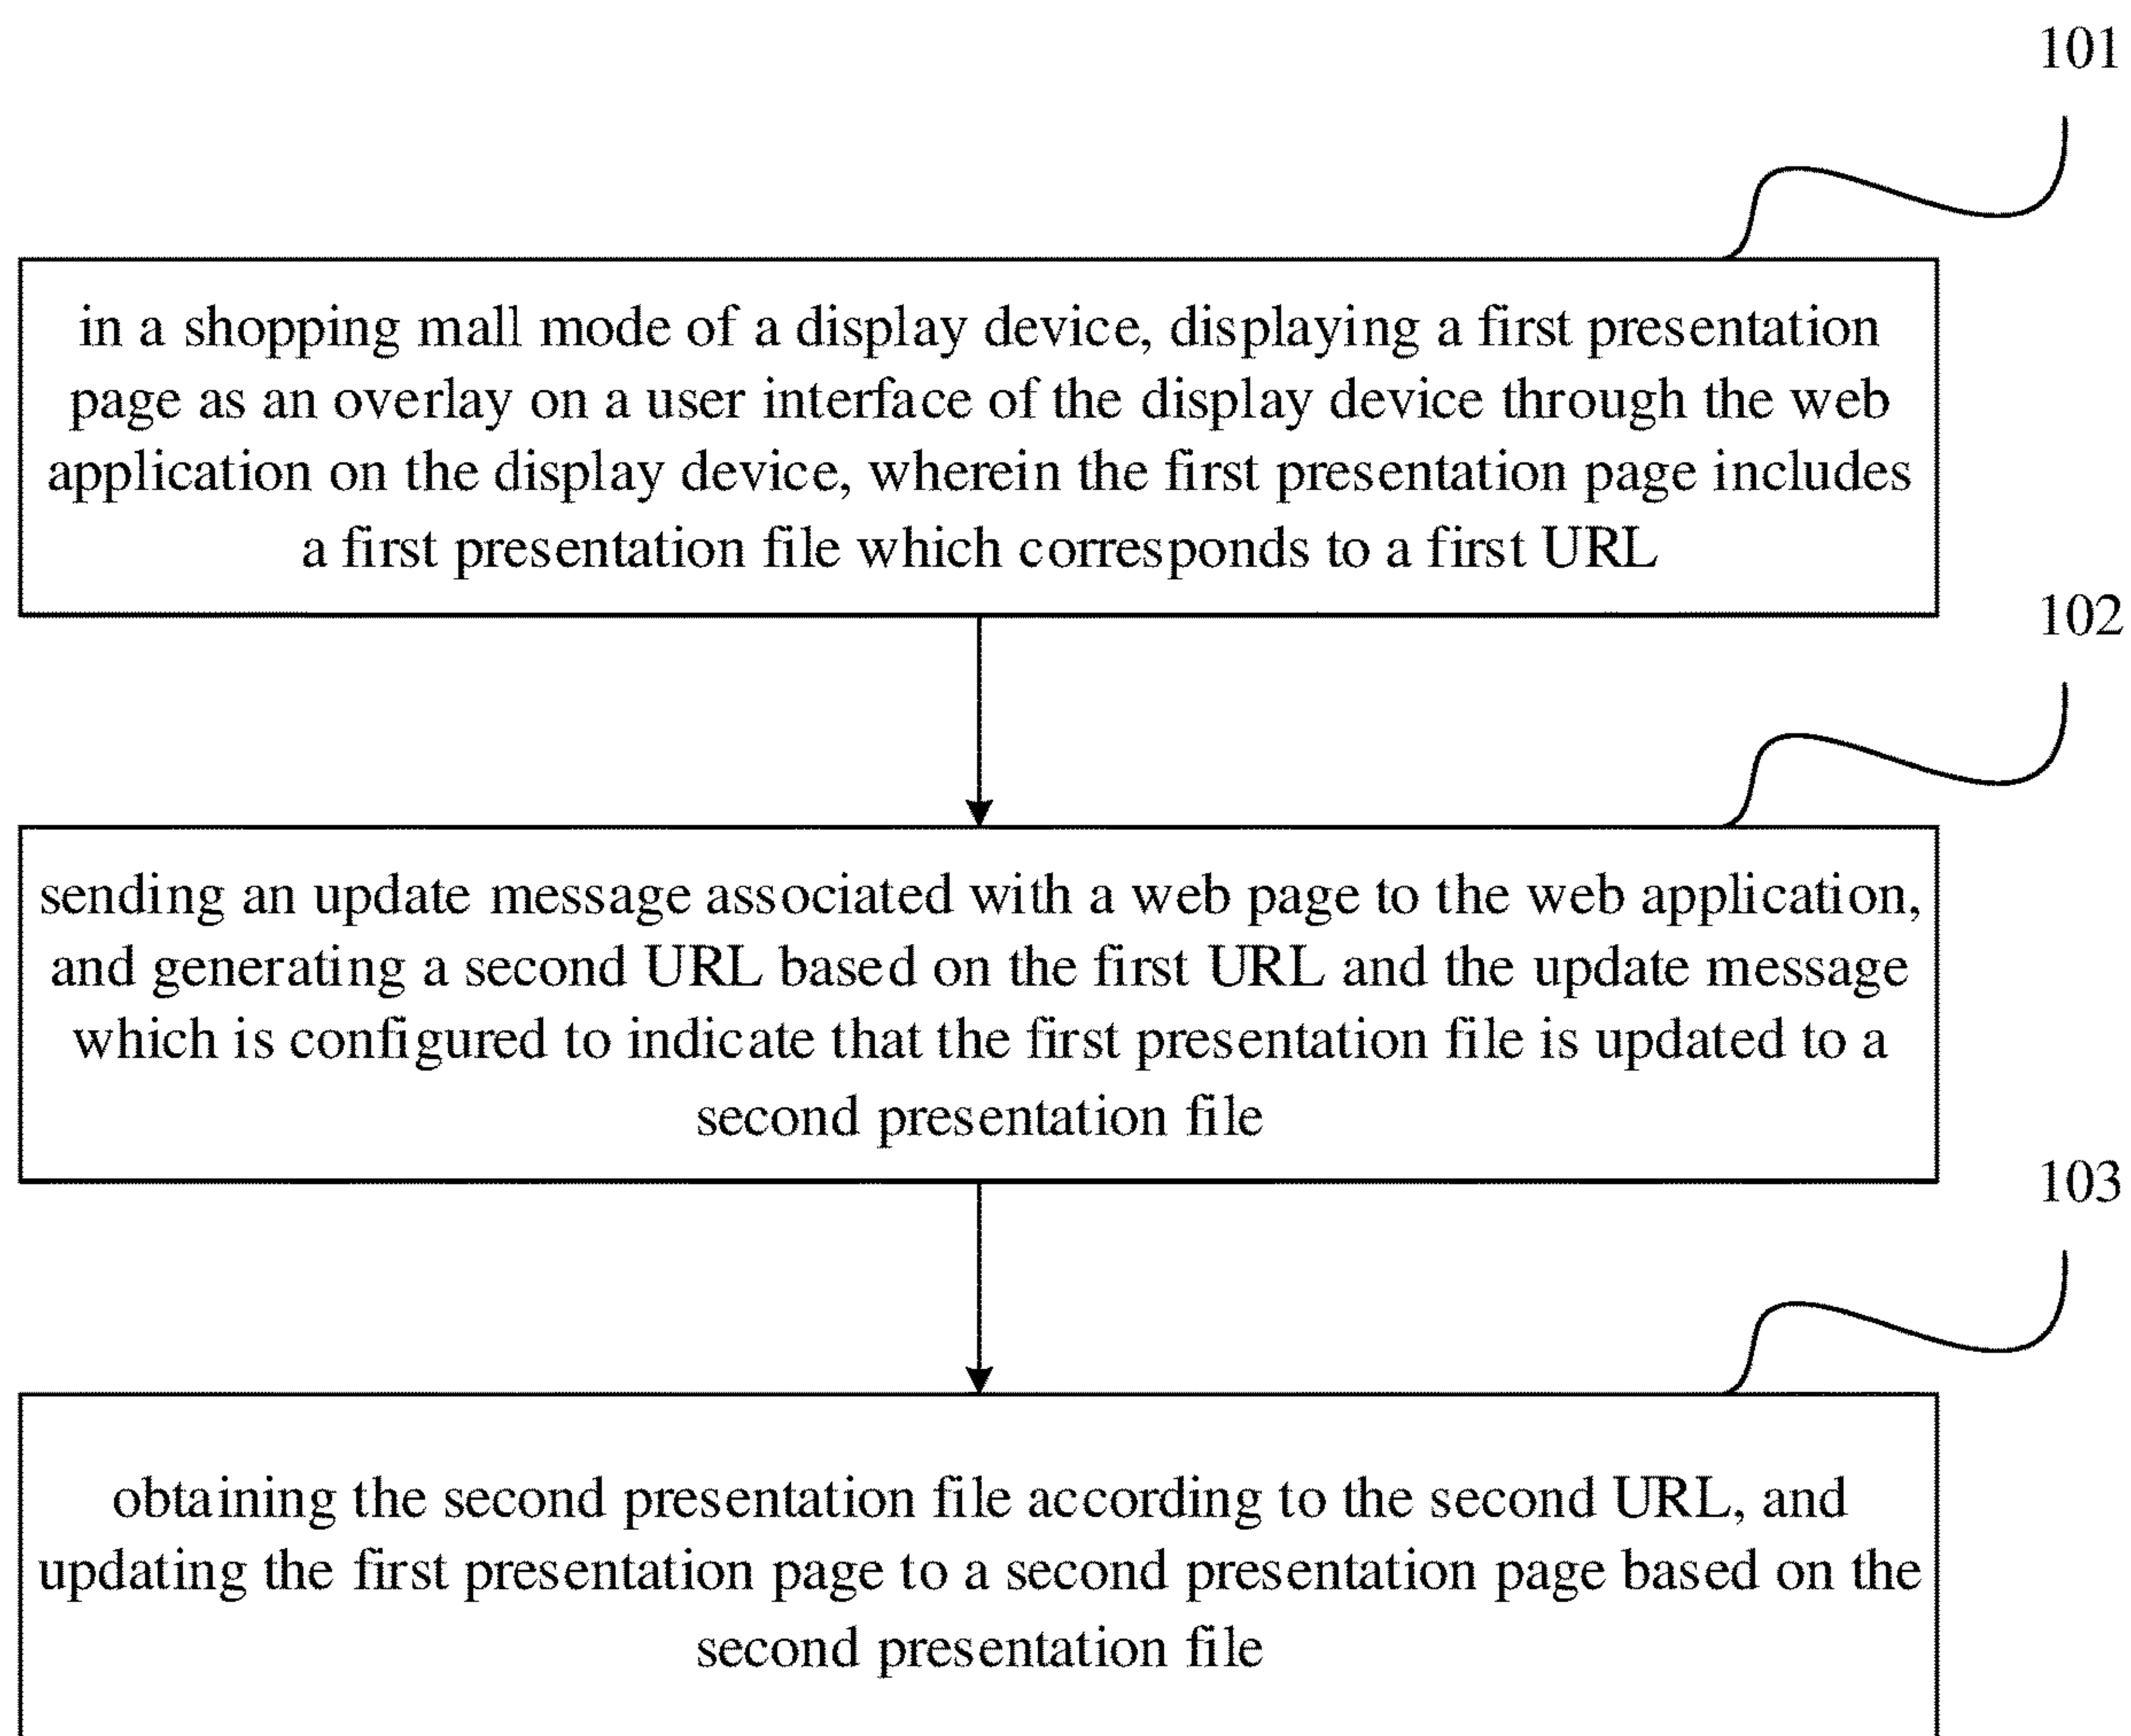 101
in a shopping mall mode of a display device, displaying a first presentation
page as an overlay on a user interface of the display device through the web
application on the display device, wherein the first presentation page includes
a first presentation file which corresponds to a first URL
102
sending an update message associated with a web page to the web application,
and generating a second URL based on the first URL and the update message
which is configured to indicate that the first presentation file is updated to a
second presentation file
103
obtaining the second presentation file according to the second URL, and
updating the first presentation page to a second presentation page based on the
second presentation file